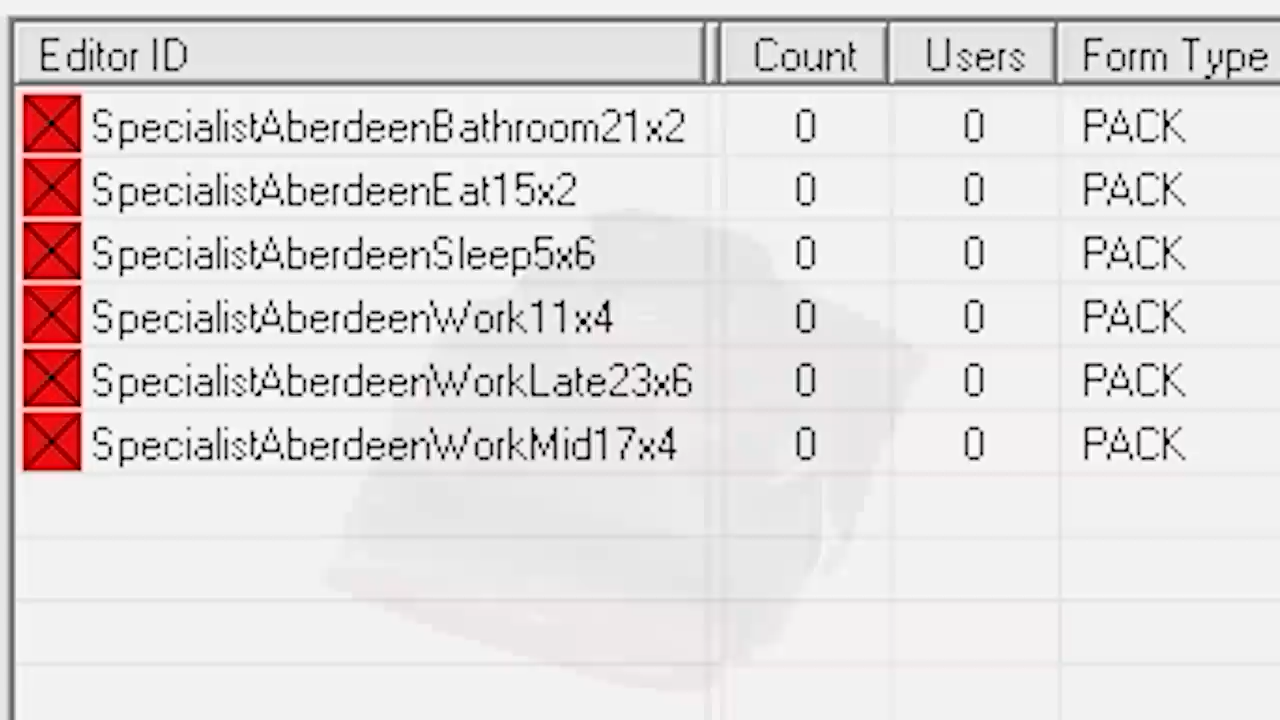 Editor ID Count Users Form Type
SpecialistAberdeenBathroom21x2 0 0 PACK
SpecialistAberdeenEat15x2 0 0 PACK
SpecialistAberdeenSleep5x6 0 0 PACK
SpecialistAberdeenWork11x4 0 0 PACK
SpecialistAberdeenWorkLate23x6 0 0 PACK
SpecialistAberdeenWorkMid17x4 0 0 PACK